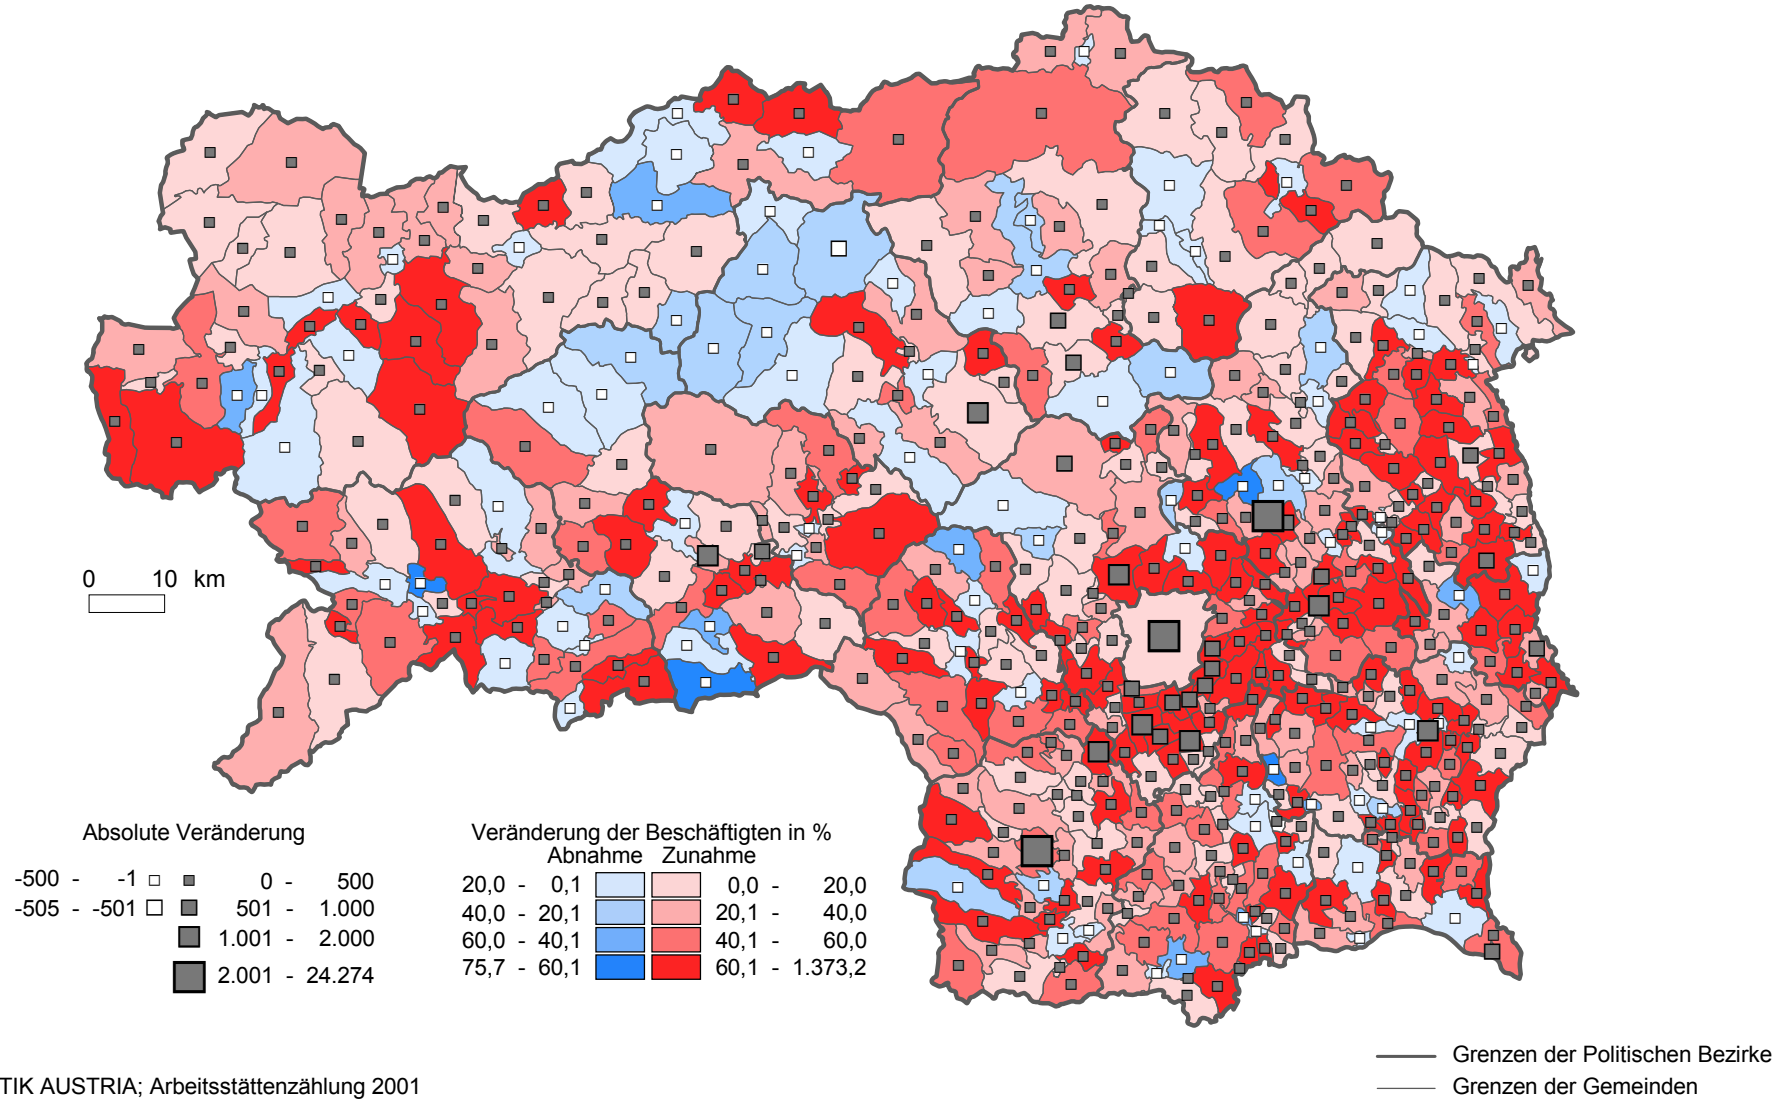 0 10 km
Absolute Veränderung
-500 - -1 0 - 500
-505 - -501 501 - 1.000
1.001 - 2.000
2.001 - 24.274
Veränderung der Beschäftigten in %
Abnahme Zunahme
20,0 - 0,1 0,0 - 20,0
40,0 - 20,1 20,1 - 40,0
60,0 - 40,1 40,1 - 60,0
75,7 - 60,1 60,1 - 1.373,2
Grenzen der Politischen Bezirke
TIK AUSTRIA; Arbeitsstättenzählung 2001
Grenzen der Gemeinden